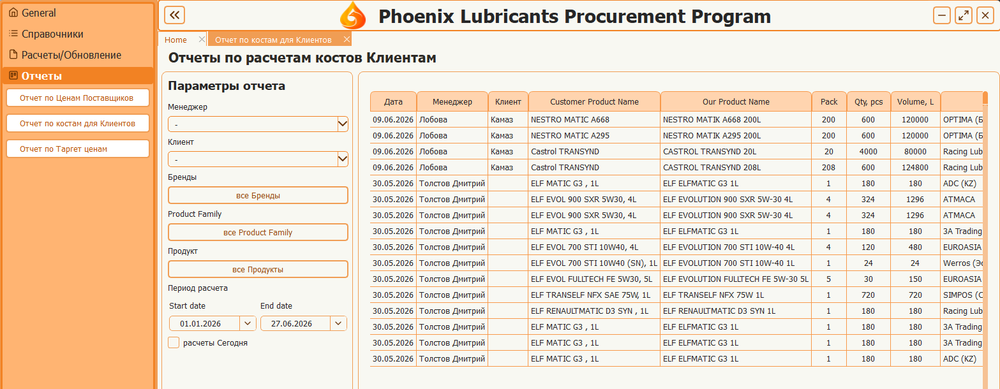 General
Справочники
Расчеты/Обновление
Отчеты
Отчет по Ценам Поставщиков
Отчет по костам для Клиентов
Отчет по Таргет ценам
Phoenix Lubricants Procurement Program
Home Отчет по костам для Клиентов
Отчеты по расчетам костов Клиентам
Параметры отчета
Менеджер
-
Клиент
-
Бренды
все Бренды
Product Family
все Product Family
Продукт
все Продукты
Период расчета
Start date End date
01.01.2026 27.06.2026
расчеты Сегодня
Дата Менеджер Клиент Customer Product Name Our Product Name Pack Qty, pcs Volume, L
09.06.2026 Лобова Камаз NESTRO MATIC A668 NESTRO MATIK A668 200L 200 600 120000 OPTIMA (Б
09.06.2026 Лобова Камаз NESTRO MATIC A295 NESTRO MATIK A295 200L 200 600 120000 OPTIMA (Б
09.06.2026 Лобова Камаз Castrol TRANSYND CASTROL TRANSYND 20L 20 4000 80000 Racing Lub
09.06.2026 Лобова Камаз Castrol TRANSYND CASTROL TRANSYND 208L 208 600 124800 Racing Lub
30.05.2026 Толстов Дмитрий ELF MATIC G3 , 1L ELF ELFMATIC G3 1L 1 180 180 ADC (KZ)
30.05.2026 Толстов Дмитрий ELF EVOL 900 SXR 5W30, 4L ELF EVOLUTION 900 SXR 5W-30 4L 4 324 1296 ATMACA
30.05.2026 Толстов Дмитрий ELF EVOL 900 SXR 5W30, 4L ELF EVOLUTION 900 SXR 5W-30 4L 4 324 1296 ATMACA
30.05.2026 Толстов Дмитрий ELF MATIC G3 , 1L ELF ELFMATIC G3 1L 1 180 180 3A Trading
30.05.2026 Толстов Дмитрий ELF EVOL 700 STI 10W40, 4L ELF EVOLUTION 700 STI 10W-40 4L 4 120 480 EUROASIA
30.05.2026 Толстов Дмитрий ELF EVOL 700 STI 10W40 (SN), 1L ELF EVOLUTION 700 STI 10W-40 1L 1 24 24 Werros (Эс
30.05.2026 Толстов Дмитрий ELF EVOL FULLTECH FE 5W30, 5L ELF EVOLUTION FULLTECH FE 5W-30 5L 5 30 150 EUROASIA
30.05.2026 Толстов Дмитрий ELF TRANSELF NFX SAE 75W, 1L ELF TRANSELF NFX 75W 1L 1 720 720 SIMPOS (С
30.05.2026 Толстов Дмитрий ELF RENAULTMATIC D3 SYN , 1L ELF RENAULTMATIC D3 SYN 1L 1 180 180 Racing Lub
30.05.2026 Толстов Дмитрий ELF MATIC G3 , 1L ELF ELFMATIC G3 1L 1 180 180 3A Trading
30.05.2026 Толстов Дмитрий ELF MATIC G3 , 1L ELF ELFMATIC G3 1L 1 180 180 3A Trading
30.05.2026 Толстов Дмитрий ELF MATIC G3 , 1L ELF ELFMATIC G3 1L 1 180 180 ADC (KZ)